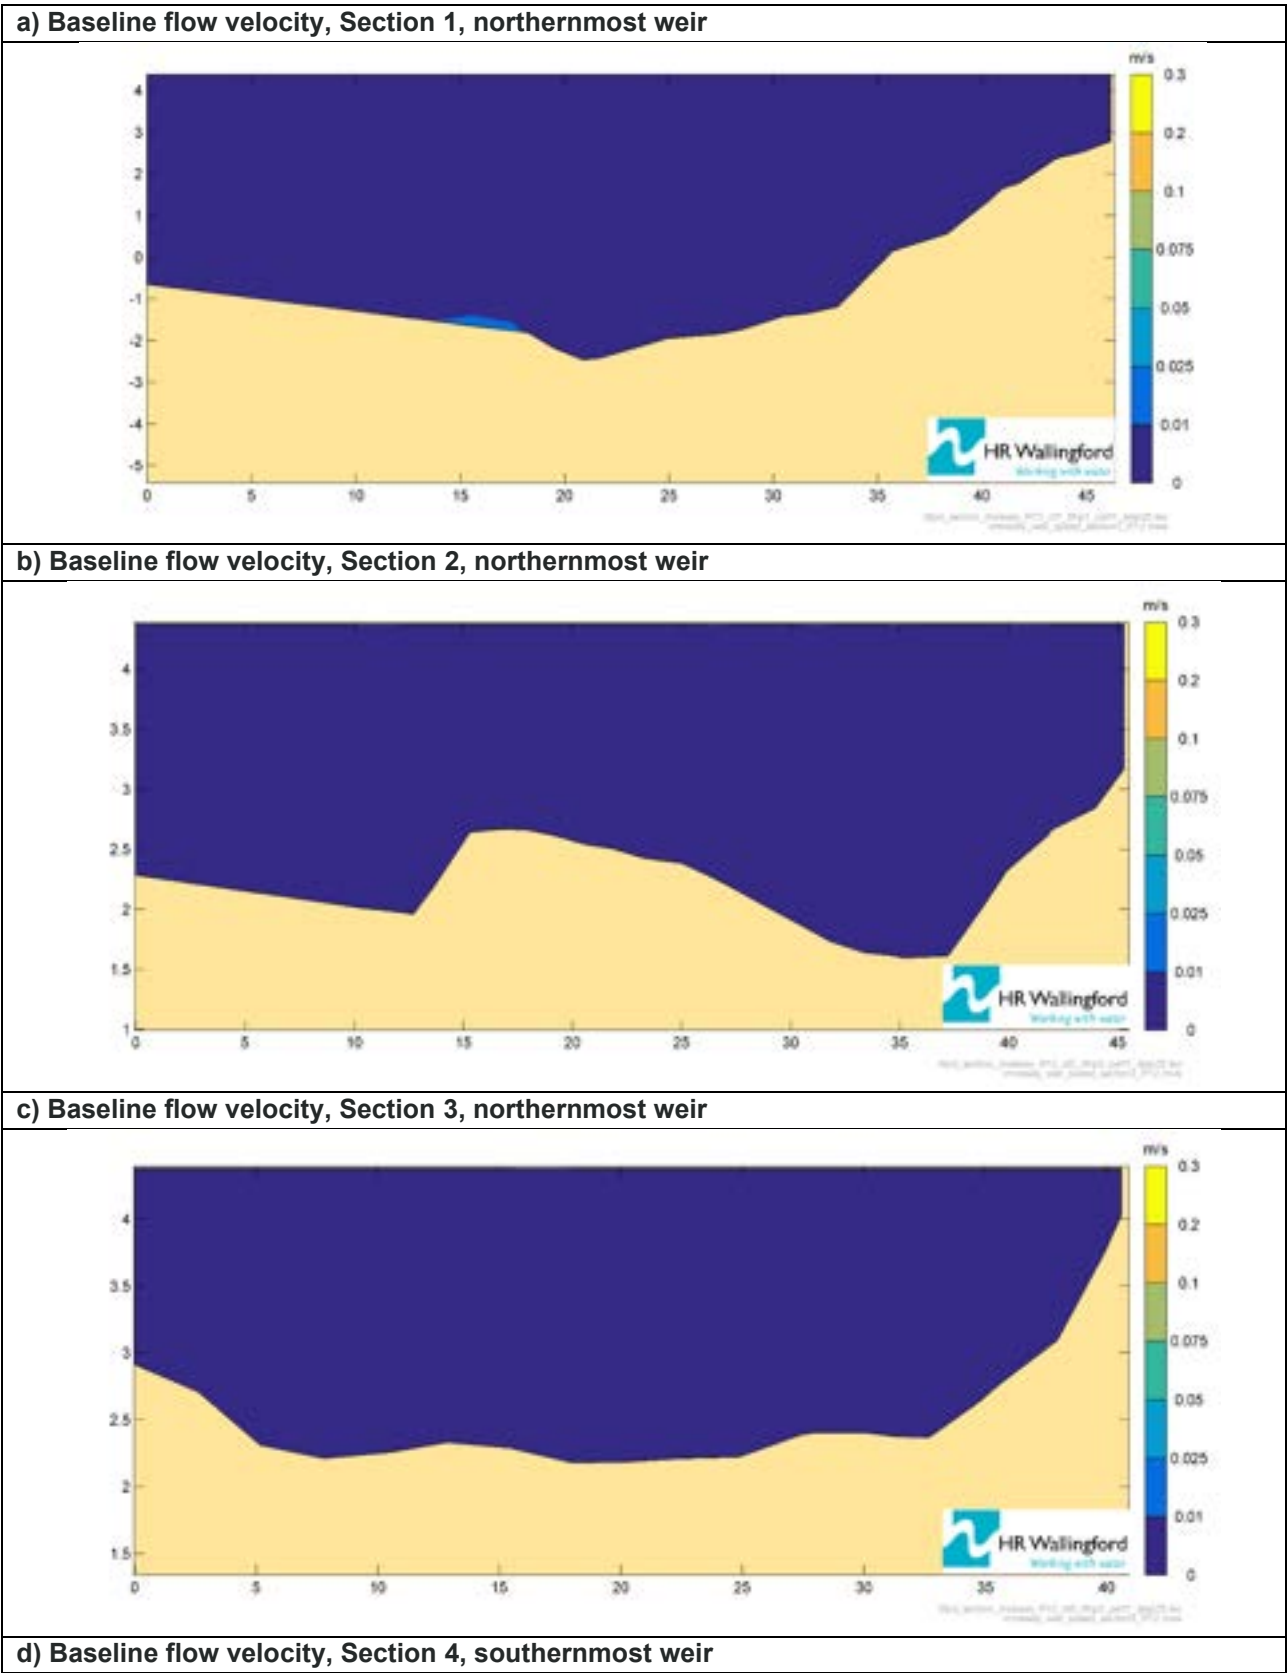 a) Baseline flow velocity, Section 1, northernmost weir
m/s
0.3
0.2
0.1
0.075
0.05
0.025
0.01
0
4
3
2
1
0
-1
-2
-3
-4
-5
0 5 10 15 20 25 30 35 40 45
HR Wallingford
Working with water
b) Baseline flow velocity, Section 2, northernmost weir
m/s
0.3
0.2
0.1
0.075
0.05
0.025
0.01
0
4
3.5
3
2.5
2
1.5
1
0 5 10 15 20 25 30 35 40 45
HR Wallingford
Working with water
c) Baseline flow velocity, Section 3, northernmost weir
m/s
0.3
0.2
0.1
0.075
0.05
0.025
0.01
0
4
3.5
3
2.5
2
1.5
0 5 10 15 20 25 30 35 40
HR Wallingford
Working with water
d) Baseline flow velocity, Section 4, southernmost weir